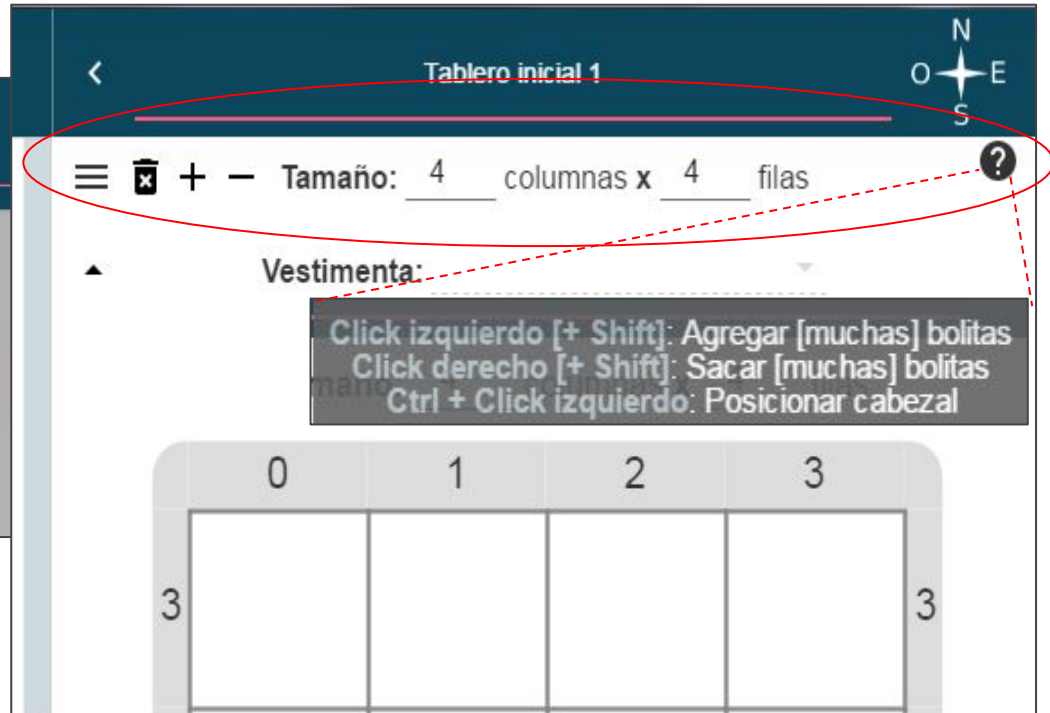 N
Tablero inicial 1
O E
S
Tamaño: 4 columnas x 4 filas
?
Vestimenta:
Click izquierdo [+ Shift]: Agregar [muchas] bolitas
Click derecho [+ Shift]: Sacar [muchas] bolitas
Ctrl + Click izquierdo: Posicionar cabezal
0 1 2 3
3 3